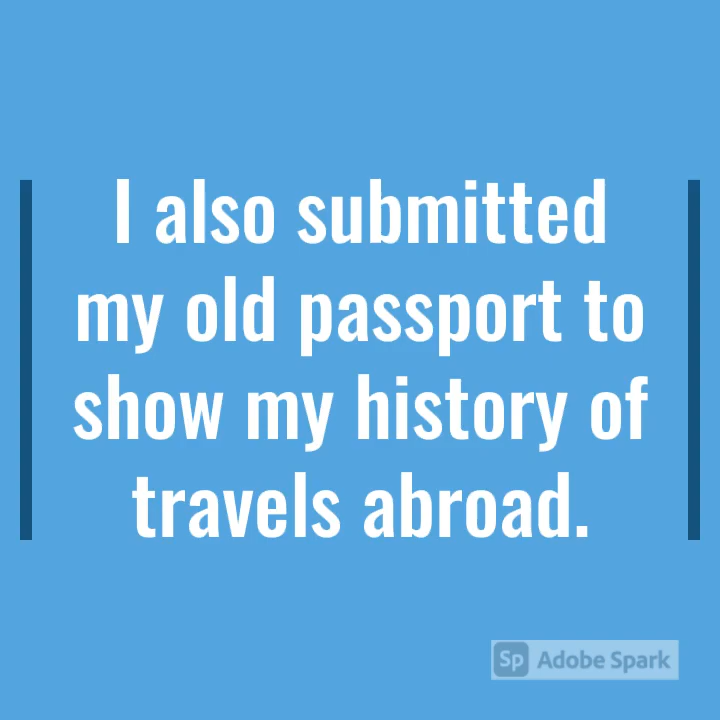 I also submitted
my old passport to
show my history of
travels abroad.
Sp Adobe Spark